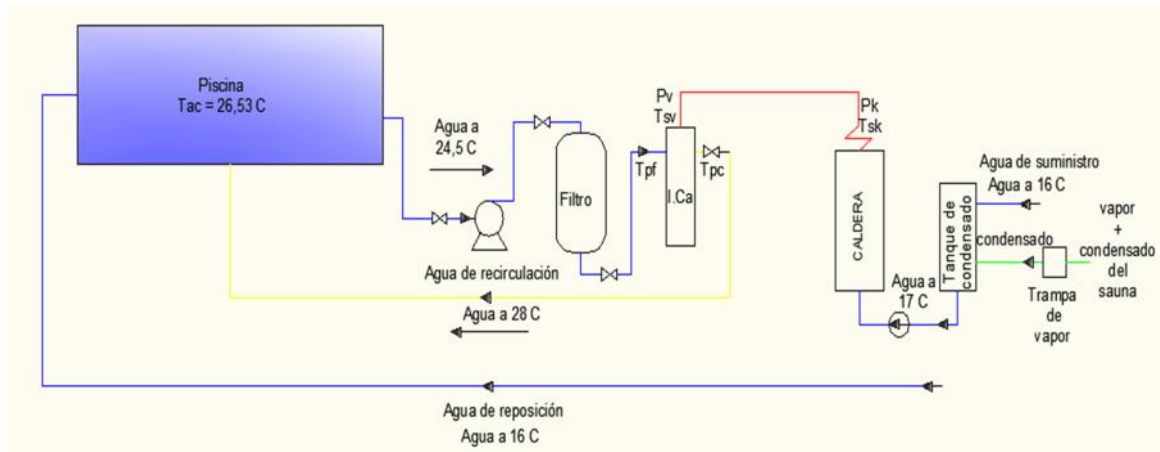 Piscina
Tac = 26,53 C
Agua a
24,5 C
Filtro
Tpf
Pv
Tsv
I.Ca
Tpc
Pk
Tsk
CALDERA
Agua de suministro
Agua a 16 C
Tanque de
condensado
condensado
vapor
+
condensado
del
sauna
Trampa
de
vapor
Agua a
17 C
Agua de recirculación
Agua a 28 C
Agua de reposición
Agua a 16 C